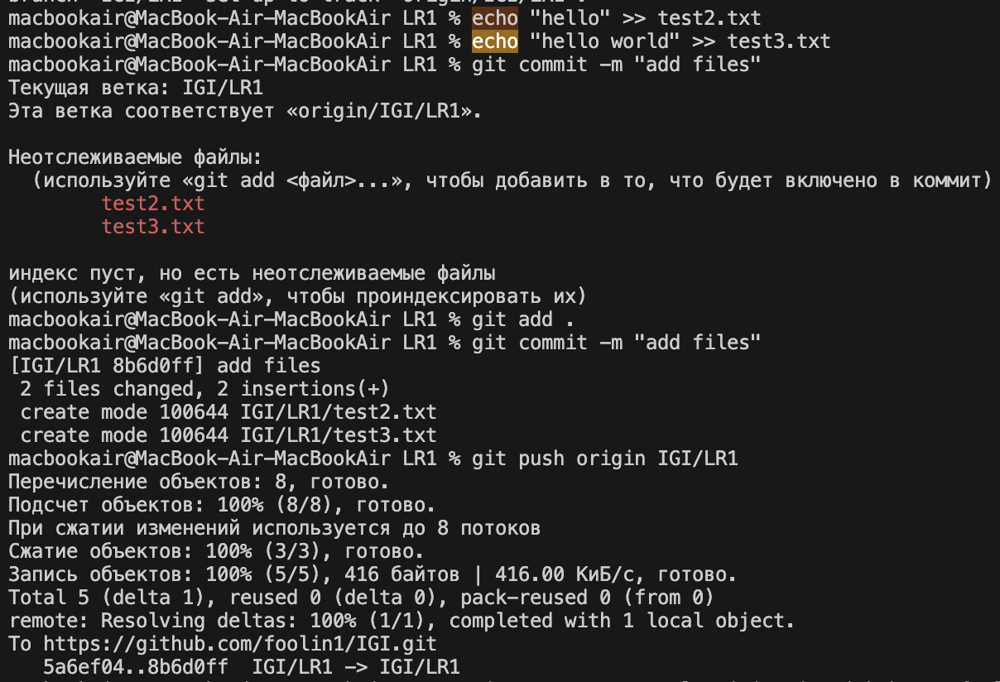 macbookair@MacBook-Air-MacBookAir LR1 % echo "hello" >> test2.txt
macbookair@MacBook-Air-MacBookAir LR1 % echo "hello world" >> test3.txt
macbookair@MacBook-Air-MacBookAir LR1 % git commit -m "add files"
Текущая ветка: IGI/LR1
Эта ветка соответствует «origin/IGI/LR1».
Неотслеживаемые файлы:
(используйте «git add <файл>...», чтобы добавить в то, что будет включено в коммит)
test2.txt
test3.txt
индекс пуст, но есть неотслеживаемые файлы
(используйте «git add», чтобы проиндексировать их)
macbookair@MacBook-Air-MacBookAir LR1 % git add .
macbookair@MacBook-Air-MacBookAir LR1 % git commit -m "add files"
[IGI/LR1 8b6d0ff] add files
2 files changed, 2 insertions(+)
create mode 100644 IGI/LR1/test2.txt
create mode 100644 IGI/LR1/test3.txt
macbookair@MacBook-Air-MacBookAir LR1 % git push origin IGI/LR1
Перечисление объектов: 8, готово.
Подсчет объектов: 100% (8/8), готово.
При сжатии изменений используется до 8 потоков
Сжатие объектов: 100% (3/3), готово.
Запись объектов: 100% (5/5), 416 байтов | 416.00 КиБ/с, готово.
Total 5 (delta 1), reused 0 (delta 0), pack-reused 0 (from 0)
remote: Resolving deltas: 100% (1/1), completed with 1 local object.
To https://github.com/foolin1/IGI.git
5a6ef04..8b6d0ff  IGI/LR1 -> IGI/LR1